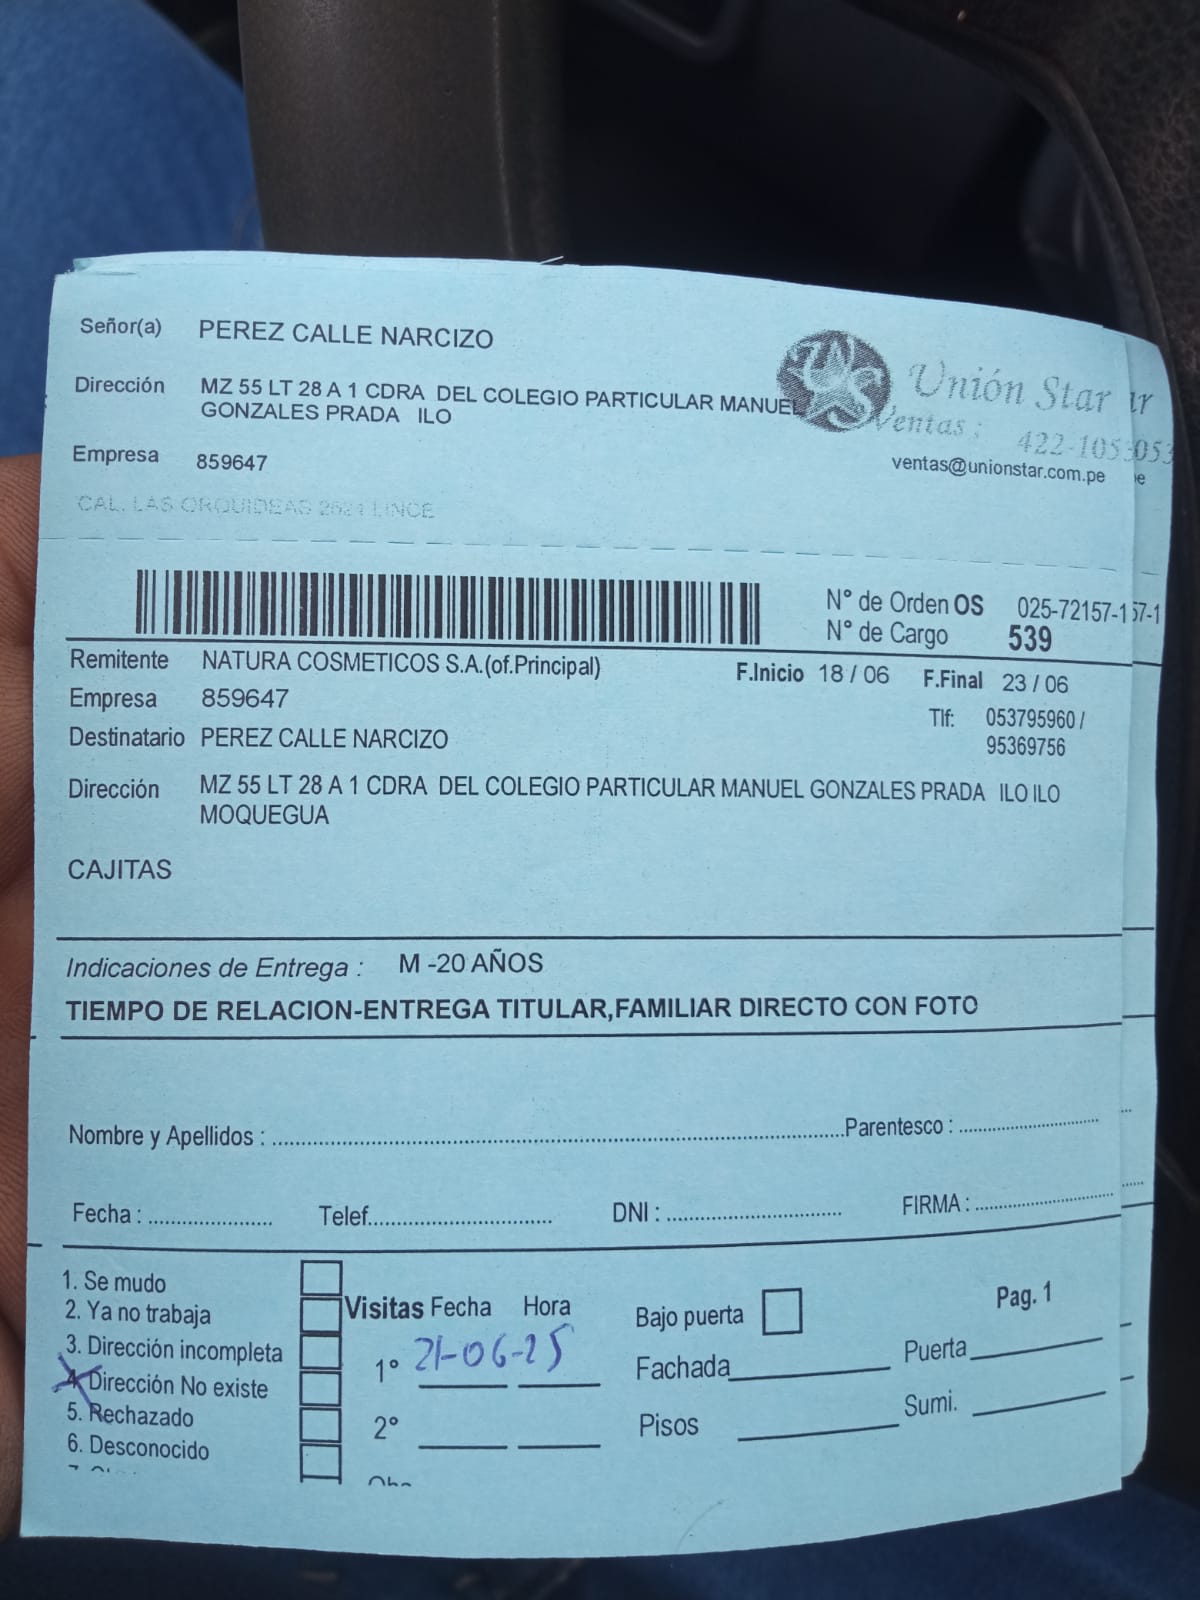 Señor(a) PEREZ CALLE NARCIZO
Dirección MZ 55 LT 28 A 1 CDRA DEL COLEGIO PARTICULAR MANUEL
GONZALES PRADA ILO
Empresa 859647
Unión Star
Ventas :
422-105
ventas@unionstar.com.pe
CAL. LAS ORQUIDEAS LINCE
N° de Orden OS 025-72157-1
N° de Cargo 539
Remitente NATURA COSMETICOS S.A.(of.Principal)
F.Inicio 18 / 06 F.Final 23 / 06
Empresa 859647
Tlf: 053795960 /
95369756
Destinatario PEREZ CALLE NARCIZO
Dirección MZ 55 LT 28 A 1 CDRA DEL COLEGIO PARTICULAR MANUEL GONZALES PRADA ILO ILO
MOQUEGUA
CAJITAS
Indicaciones de Entrega : M -20 AÑOS
TIEMPO DE RELACION-ENTREGA TITULAR,FAMILIAR DIRECTO CON FOTO
Nombre y Apellidos : Parentesco :
Fecha : Telef. DNI : FIRMA :
1. Se mudo
2. Ya no trabaja
3. Dirección incompleta
4. Dirección No existe
5. Rechazado
6. Desconocido
Visitas Fecha Hora
1° 21-06-25
2°
Bajo puerta
Fachada
Pisos
Pag. 1
Puerta
Sumi.